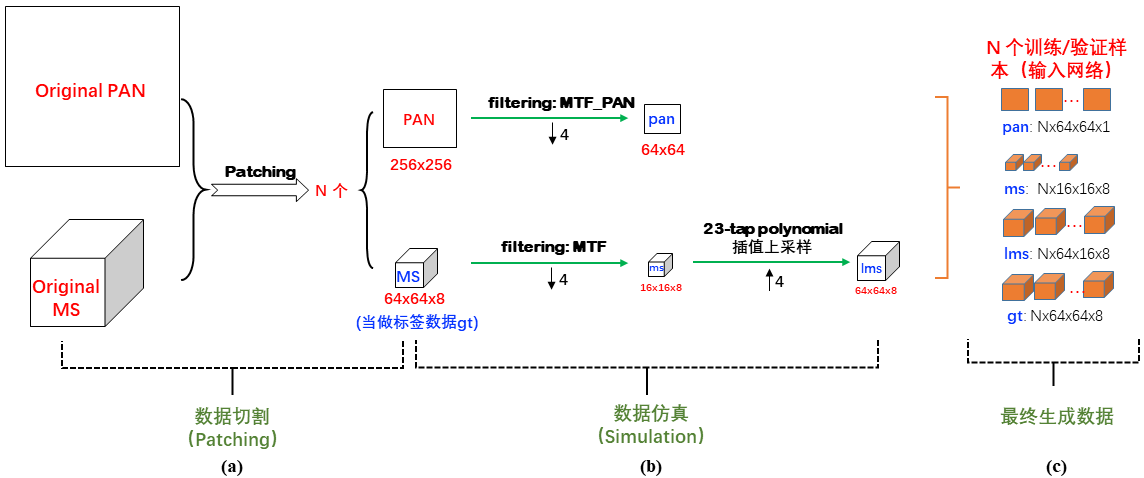 Original PAN
Original
MS
Patching
N 个
PAN
256x256
filtering: MTF_PAN
4
pan
64x64
MS
64x64x8
(当做标签数据gt)
filtering: MTF
4
ms
16x16x8
23-tap polynomial
插值上采样
4
lms
64x64x8
N 个训练/验证样
本（输入网络）
...
pan: Nx64x64x1
...
ms: Nx16x16x8
...
lms: Nx64x16x8
...
gt: Nx64x64x8
数据切割
（Patching）
(a)
数据仿真
（Simulation）
(b)
最终生成数据
(c)